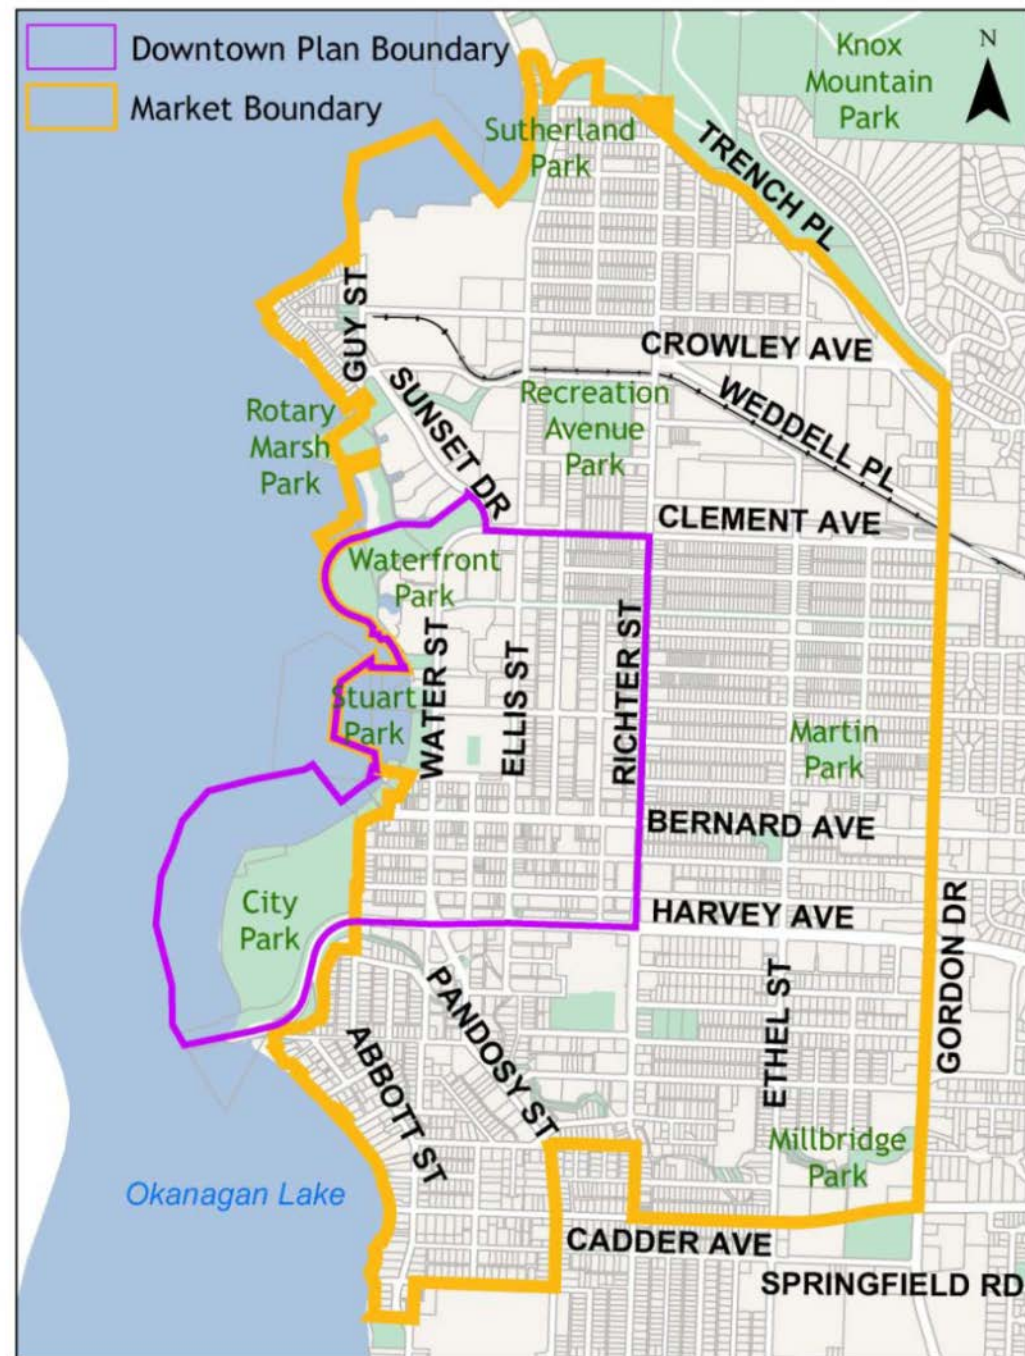 Downtown Plan Boundary
Market Boundary
Knox
Mountain
Park
N
Sutherland
Park
TRENCH PL
GUY ST
CROWLEY AVE
SUNSET DR
Rotary
Marsh
Park
Recreation
Avenue
Park
WEDDELL PL
CLEMENT AVE
Waterfront
Park
WATER ST
ELLIS ST
RICHTER ST
Stuart
Park
Martin
Park
BERNARD AVE
City
Park
HARVEY AVE
GORDON DR
PANDOSY ST
ABBOTT ST
ETHEL ST
Millbridge
Park
Okanagan Lake
CADDER AVE
SPRINGFIELD RD